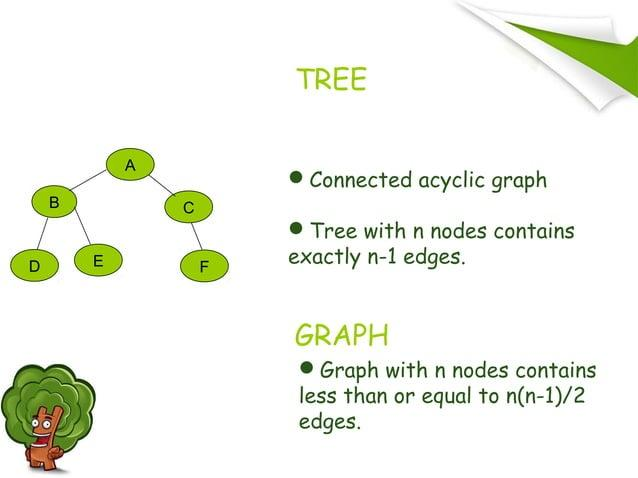 TREE
A
B
C
D
E
F
● Connected acyclic graph
● Tree with n nodes contains
exactly n-1 edges.
GRAPH
● Graph with n nodes contains
less than or equal to n(n-1)/2
edges.